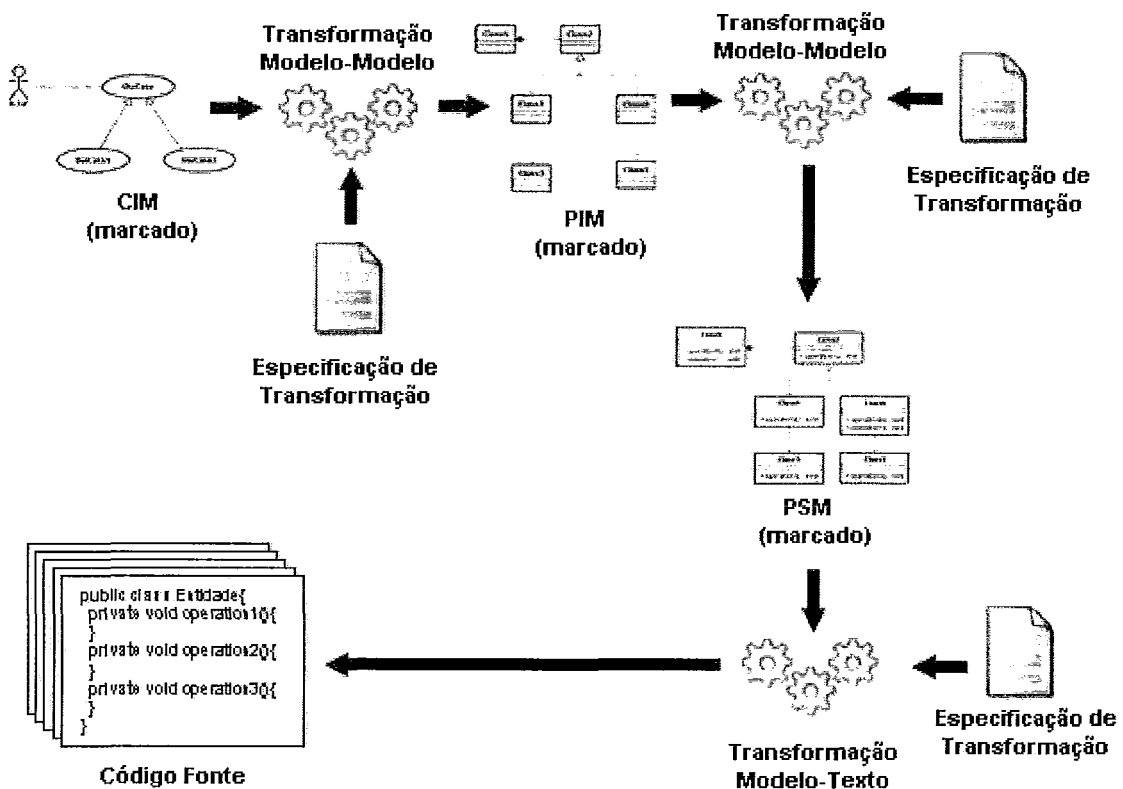 Transformação
Modelo-Modelo
CIM
(marcado)
Especificação de
Transformação
PIM
(marcado)
Transformação
Modelo-Modelo
Especificação de
Transformação
PSM
(marcado)
Especificação de
Transformação
Transformação
Modelo-Texto
public class Entidade{
private void operation1(){
}
private void operation2(){
}
private void operation3(){
}
}
Código Fonte